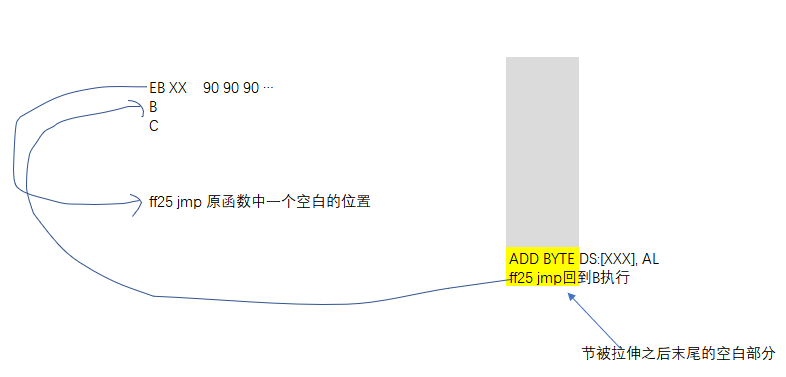 EB XX 90 90 90 ···
B
C
ff25 jmp 原函数中一个空白的位置
ADD BYTE DS:[XXX], AL
ff25 jmp回到B执行
节被拉伸之后末尾的空白部分